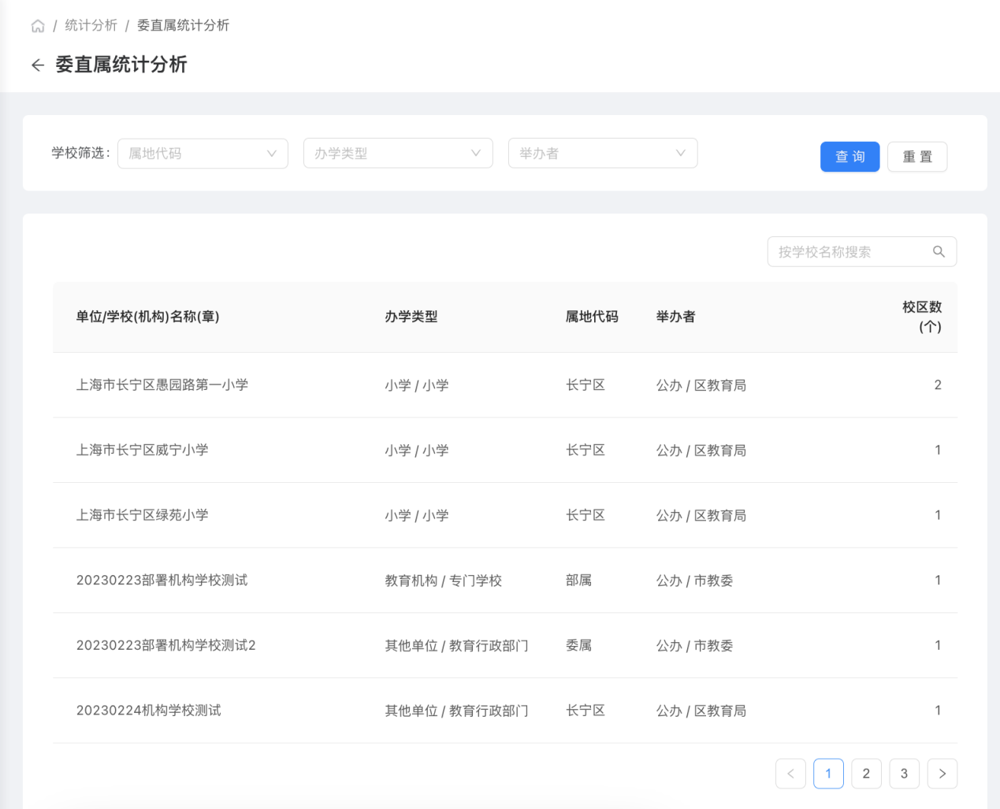 / 统计分析 / 委直属统计分析
← 委直属统计分析
学校筛选： 属地代码 办学类型 举办者 查 询 重 置
按学校名称搜索
单位/学校(机构)名称(章) 办学类型 属地代码 举办者 校区数
(个)
上海市长宁区愚园路第一小学 小学 / 小学 长宁区 公办 / 区教育局 2
上海市长宁区威宁小学 小学 / 小学 长宁区 公办 / 区教育局 1
上海市长宁区绿苑小学 小学 / 小学 长宁区 公办 / 区教育局 1
20230223部署机构学校测试 教育机构 / 专门学校 部属 公办 / 市教委 1
20230223部署机构学校测试2 其他单位 / 教育行政部门 委属 公办 / 市教委 1
20230224机构学校测试 其他单位 / 教育行政部门 长宁区 公办 / 区教育局 1
< 1 2 3 >